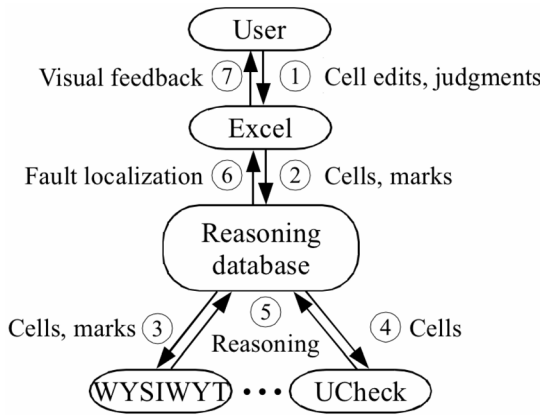 User
Visual feedback 7 1 Cell edits, judgments
Excel
Fault localization 6 2 Cells, marks
Reasoning
database
Cells, marks 3 5 4 Cells
Reasoning
WYSIWYT ••• UCheck